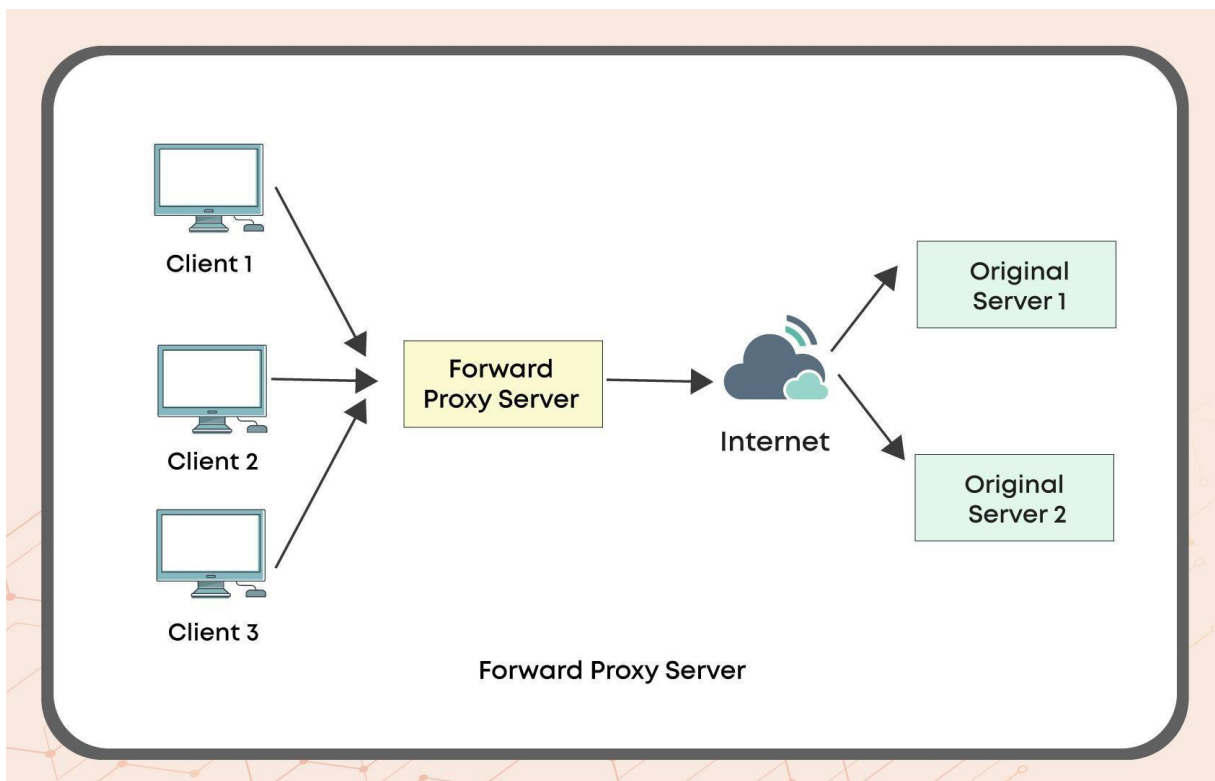 Client 1
Client 2
Client 3
Forward
Proxy Server
Internet
Original
Server 1
Original
Server 2
Forward Proxy Server